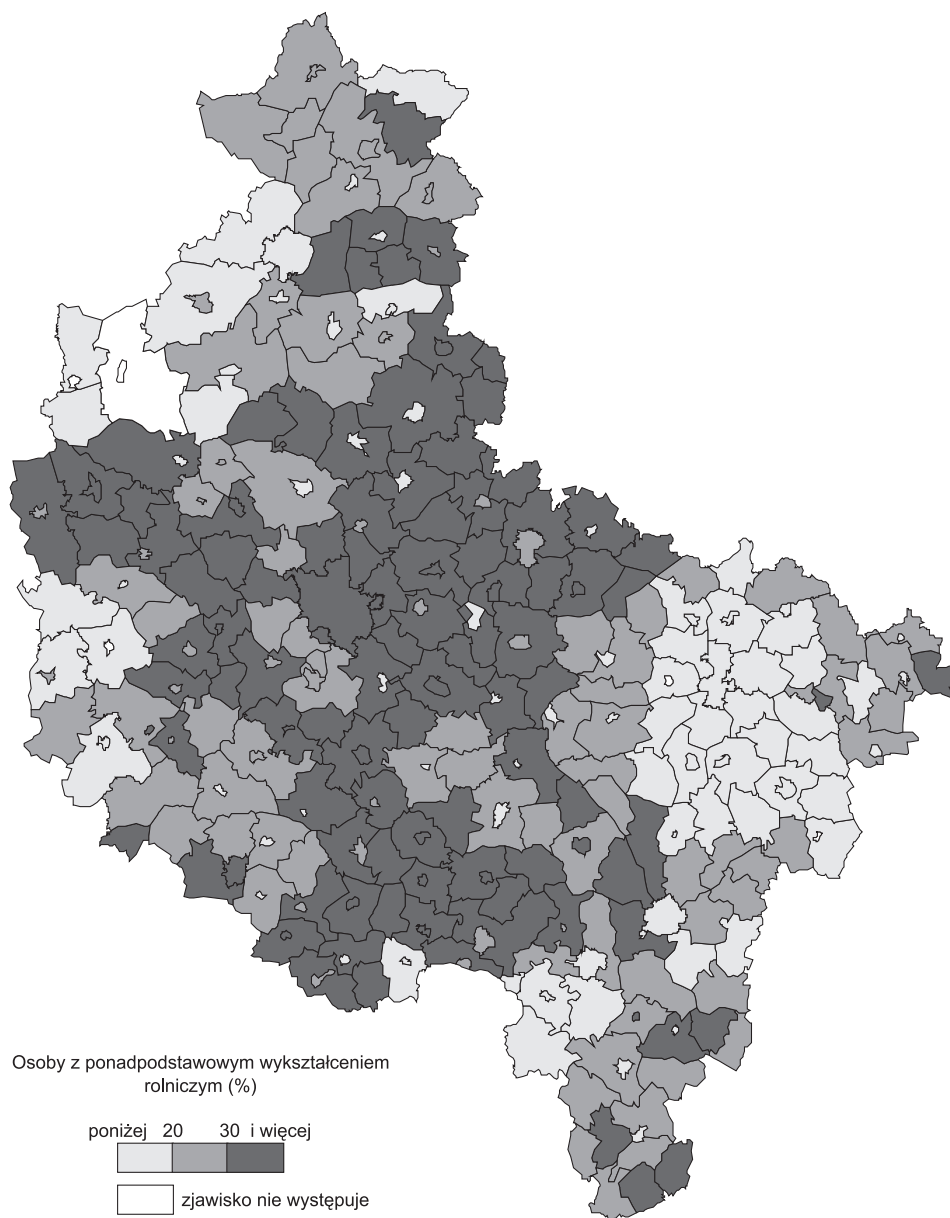 Osoby z ponadpodstawowym wykształceniem
rolniczym (%)
poniżej 20 30 i więcej
zjawisko nie występuje